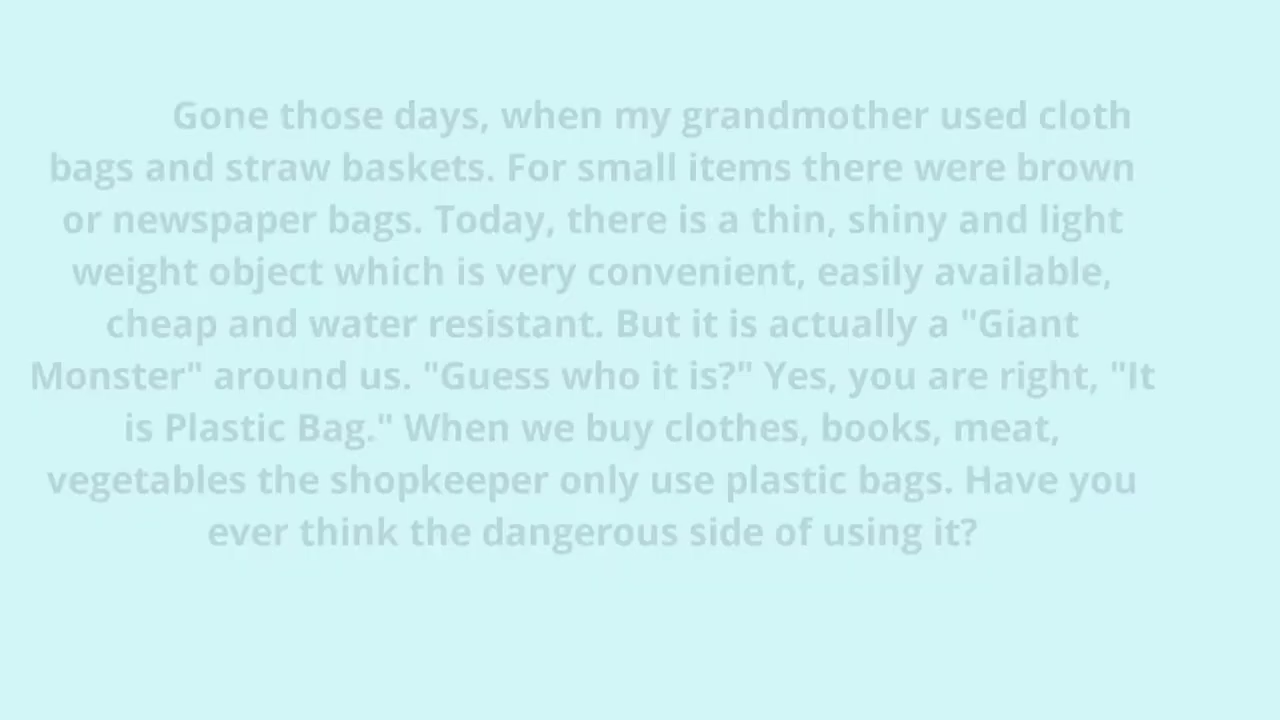 Gone those days, when my grandmother used cloth
bags and straw baskets. For small items there were brown
or newspaper bags. Today, there is a thin, shiny and light
weight object which is very convenient, easily available,
cheap and water resistant. But it is actually a "Giant
Monster" around us. "Guess who it is?" Yes, you are right, "It
is Plastic Bag." When we buy clothes, books, meat,
vegetables the shopkeeper only use plastic bags. Have you
ever think the dangerous side of using it?